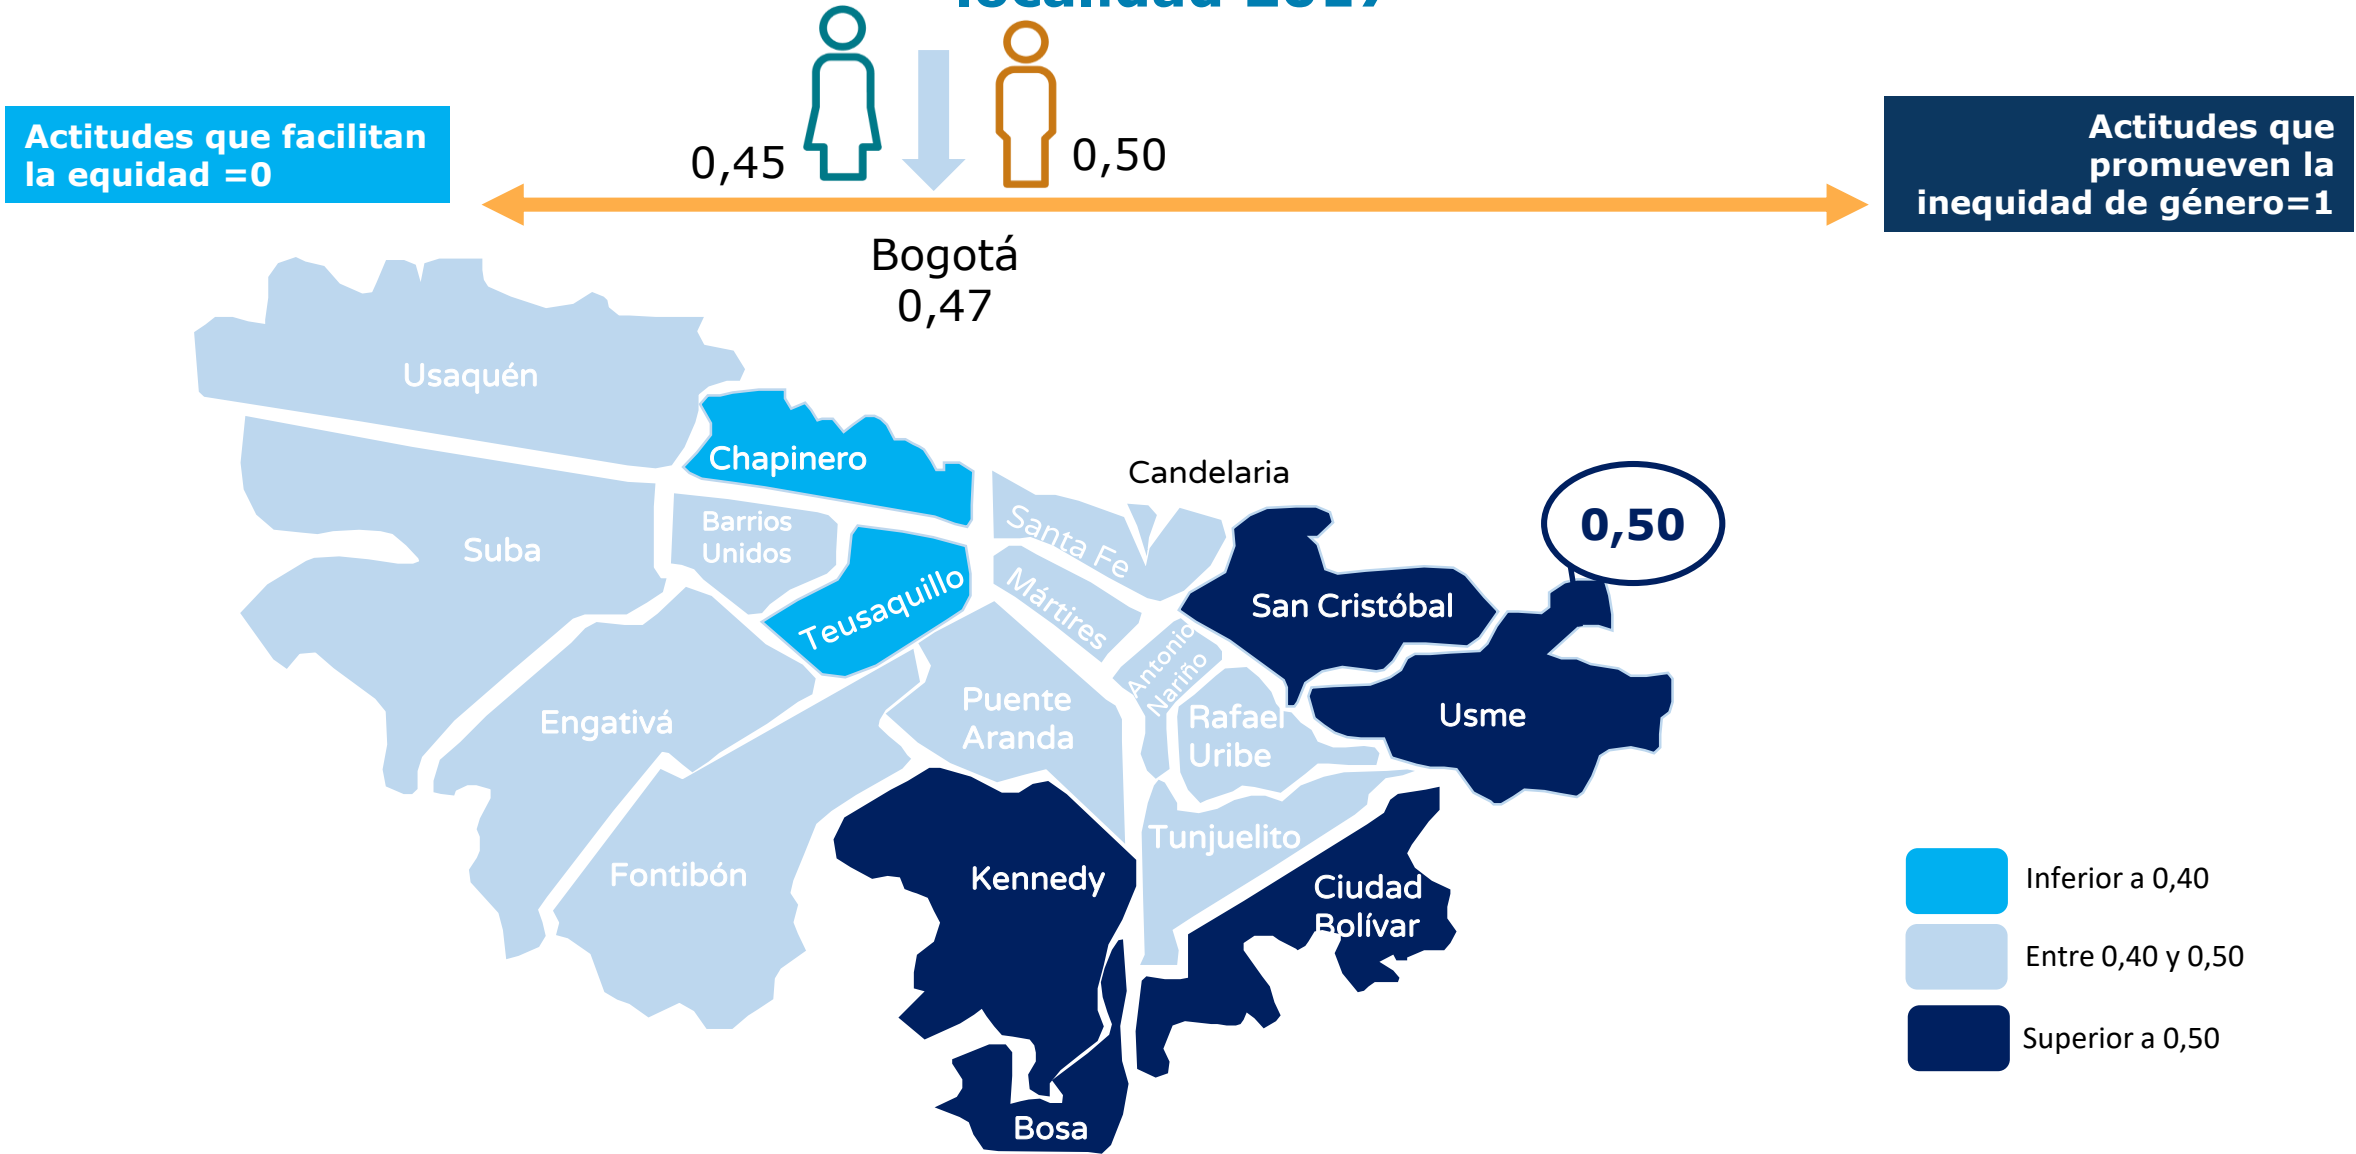 localidad 2017
Actitudes que facilitan
la equidad =0
0,45
0,50
Actitudes que
promueven la
inequidad de género=1
Bogotá
0,47
Usaquén
Chapinero
Candelaria
0,50
Barrios
Unidos
Santa Fe
Suba
Teusaquillo
Mártires
San Cristóbal
Antonio
Nariño
Engativá
Puente
Aranda
Rafael
Uribe
Usme
Tunjuelito
Fontibón
Kennedy
Ciudad
Bolívar
Bosa
Inferior a 0,40
Entre 0,40 y 0,50
Superior a 0,50